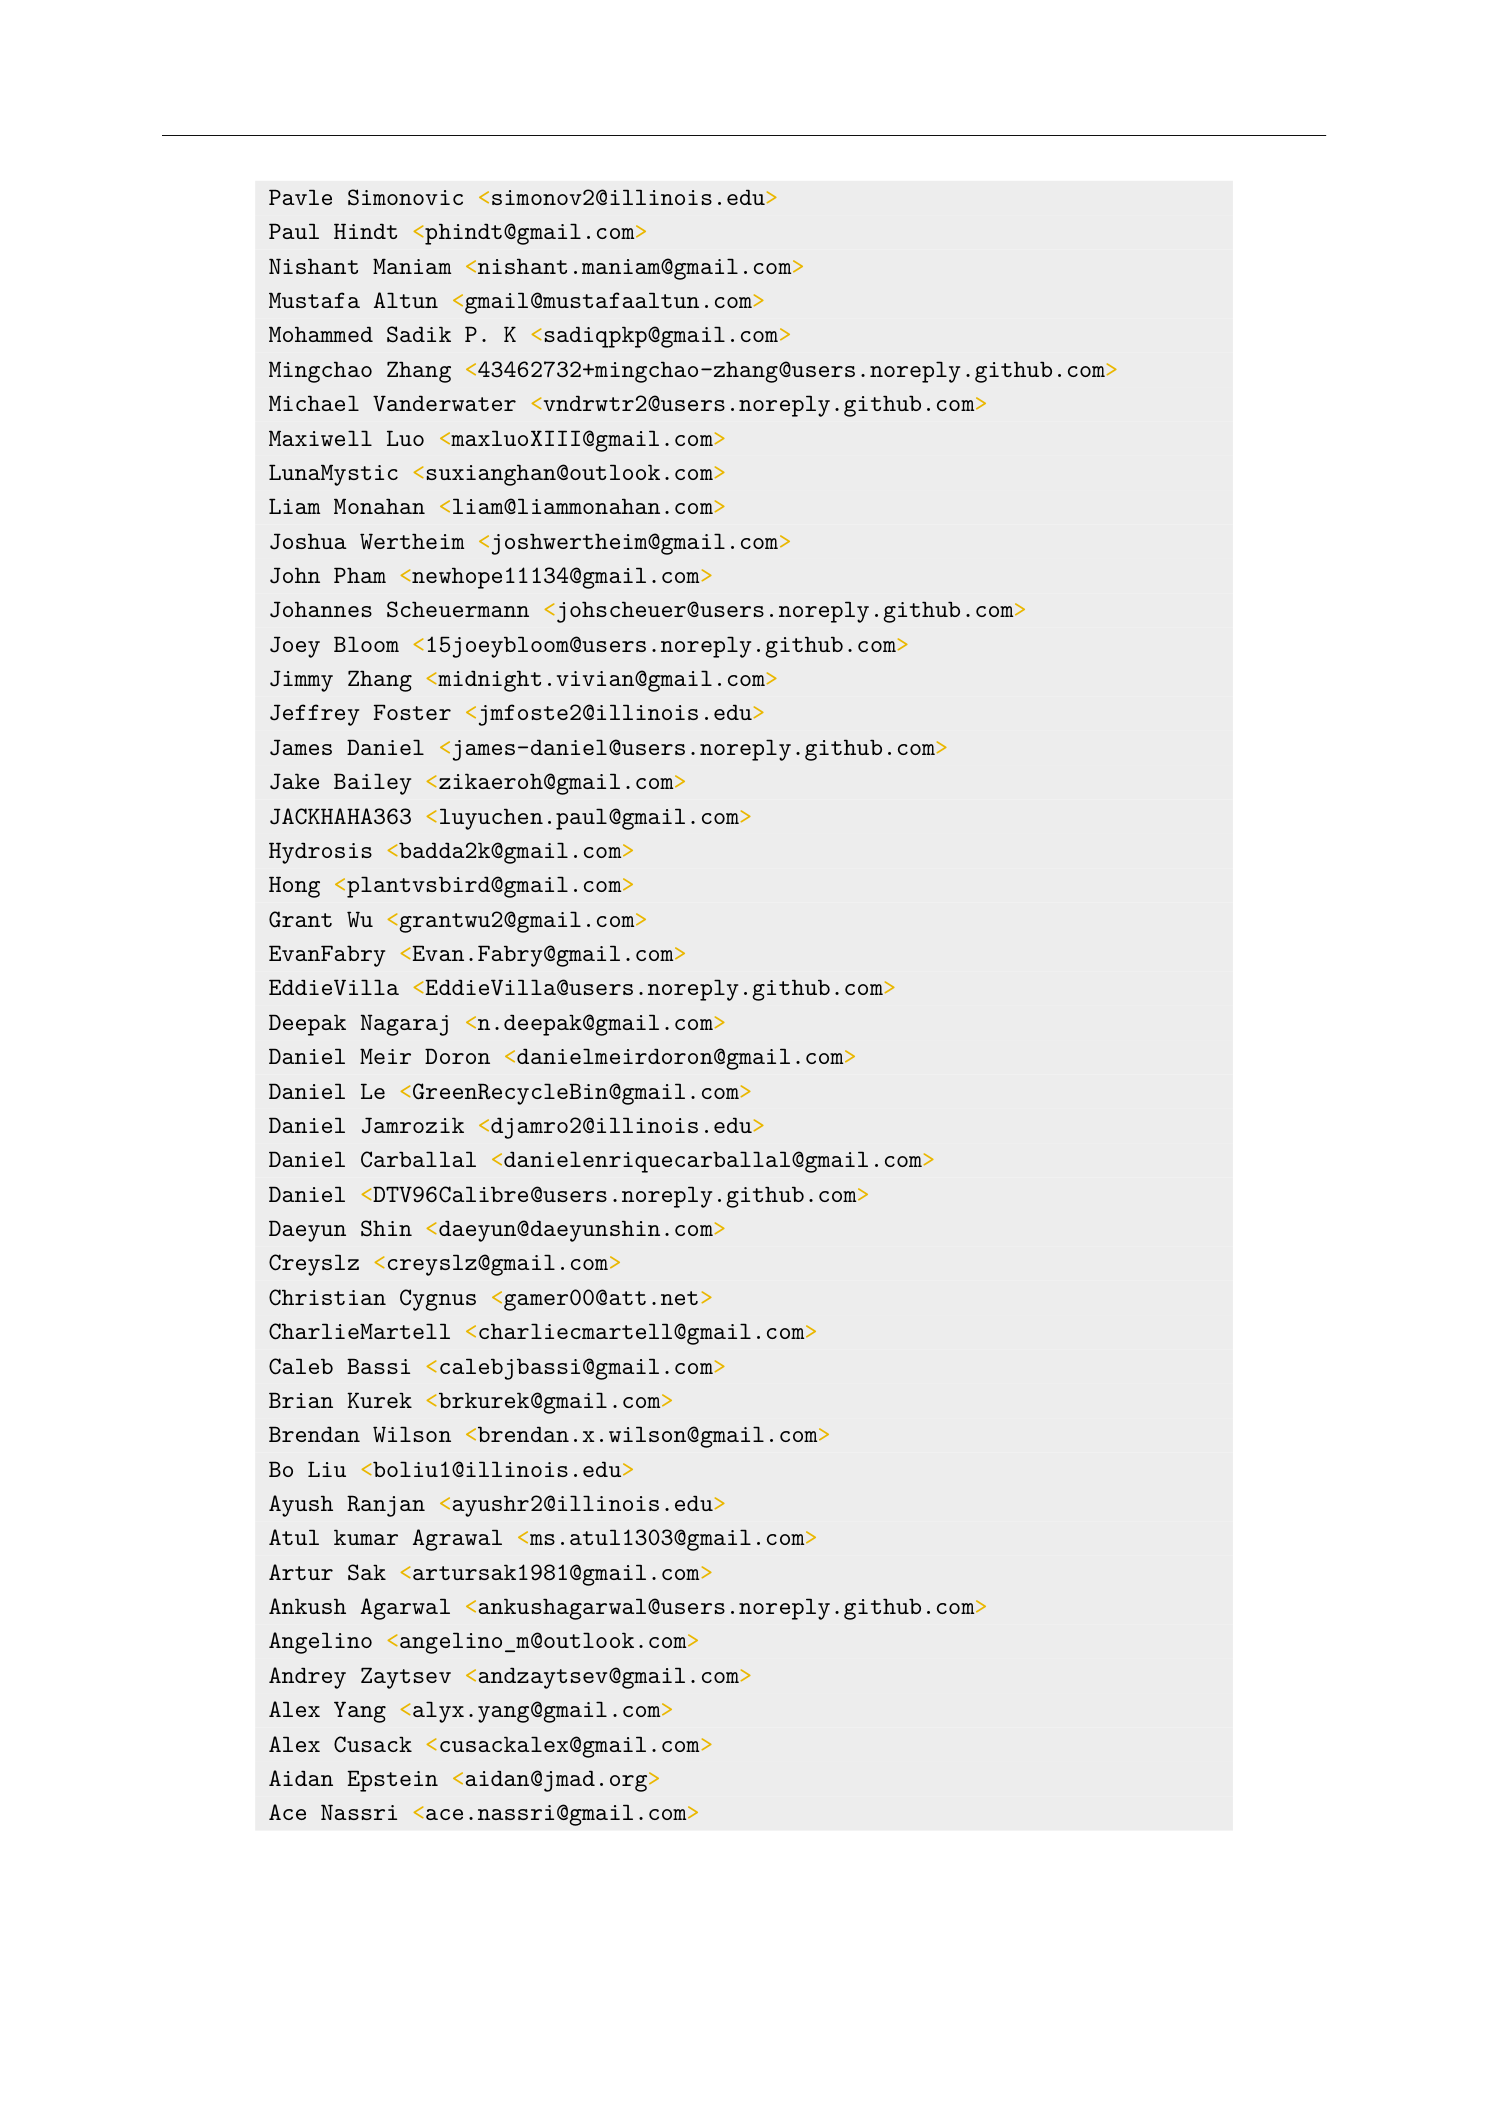 Pavle Simonovic <simonov2@illinois.edu>
Paul Hindt <phindt@gmail.com>
Nishant Maniam <nishant.maniam@gmail.com>
Mustafa Altun <gmail@mustafaaltun.com>
Mohammed Sadik P. K <sadiqpkp@gmail.com>
Mingchao Zhang <43462732+mingchao-zhang@users.noreply.github.com>
Michael Vanderwater <vndrwtr2@users.noreply.github.com>
Maxiwell Luo <maxluoXIII@gmail.com>
LunaMystic <suxianghan@outlook.com>
Liam Monahan <liam@liammonahan.com>
Joshua Wertheim <joshwertheim@gmail.com>
John Pham <newhope11134@gmail.com>
Johannes Scheuermann <johscheuer@users.noreply.github.com>
Joey Bloom <15joeybloom@users.noreply.github.com>
Jimmy Zhang <midnight.vivian@gmail.com>
Jeffrey Foster <jmfoste2@illinois.edu>
James Daniel <james-daniel@users.noreply.github.com>
Jake Bailey <zikaeroh@gmail.com>
JACKHAHA363 <luyuchen.paul@gmail.com>
Hydrosis <badda2k@gmail.com>
Hong <plantvsbird@gmail.com>
Grant Wu <grantwu2@gmail.com>
EvanFabry <Evan.Fabry@gmail.com>
EddieVilla <EddieVilla@users.noreply.github.com>
Deepak Nagaraj <n.deepak@gmail.com>
Daniel Meir Doron <danielmeirdoron@gmail.com>
Daniel Le <GreenRecycleBin@gmail.com>
Daniel Jamrozik <djamro2@illinois.edu>
Daniel Carballal <danielenriquecarballal@gmail.com>
Daniel <DTV96Calibre@users.noreply.github.com>
Daeyun Shin <daeyun@daeyunshin.com>
Creyslz <creyslz@gmail.com>
Christian Cygnus <gamer00@att.net>
CharlieMartell <charliecmartell@gmail.com>
Caleb Bassi <calebjbassi@gmail.com>
Brian Kurek <brkurek@gmail.com>
Brendan Wilson <brendan.x.wilson@gmail.com>
Bo Liu <boliu1@illinois.edu>
Ayush Ranjan <ayushr2@illinois.edu>
Atul kumar Agrawal <ms.atul1303@gmail.com>
Artur Sak <artursak1981@gmail.com>
Ankush Agarwal <ankushagarwal@users.noreply.github.com>
Angelino <angelino_m@outlook.com>
Andrey Zaytsev <andzaytsev@gmail.com>
Alex Yang <alyx.yang@gmail.com>
Alex Cusack <cusackalex@gmail.com>
Aidan Epstein <aidan@jmad.org>
Ace Nassri <ace.nassri@gmail.com>